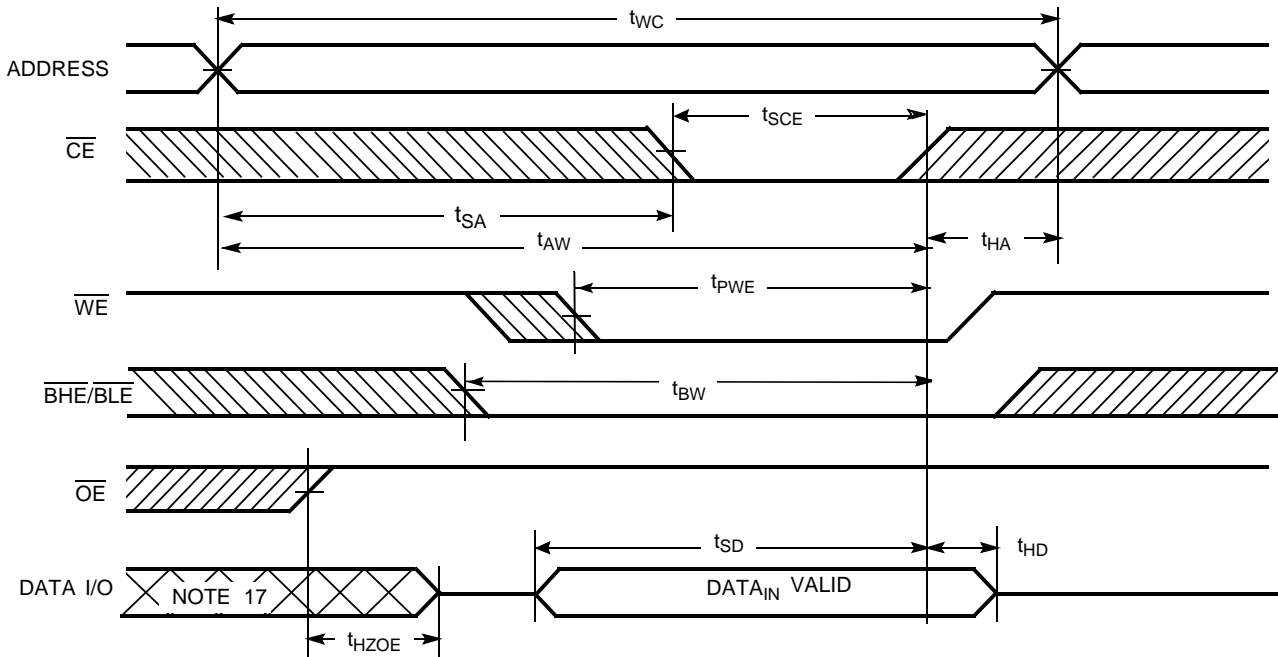 tWC
ADDRESS
tSCE
CE
tSA
tAW
tHA
WE
tPWE
BHE/BLE
tBW
OE
tSD
tHD
DATA I/O
NOTE 17
DATAIN VALID
tHZOE